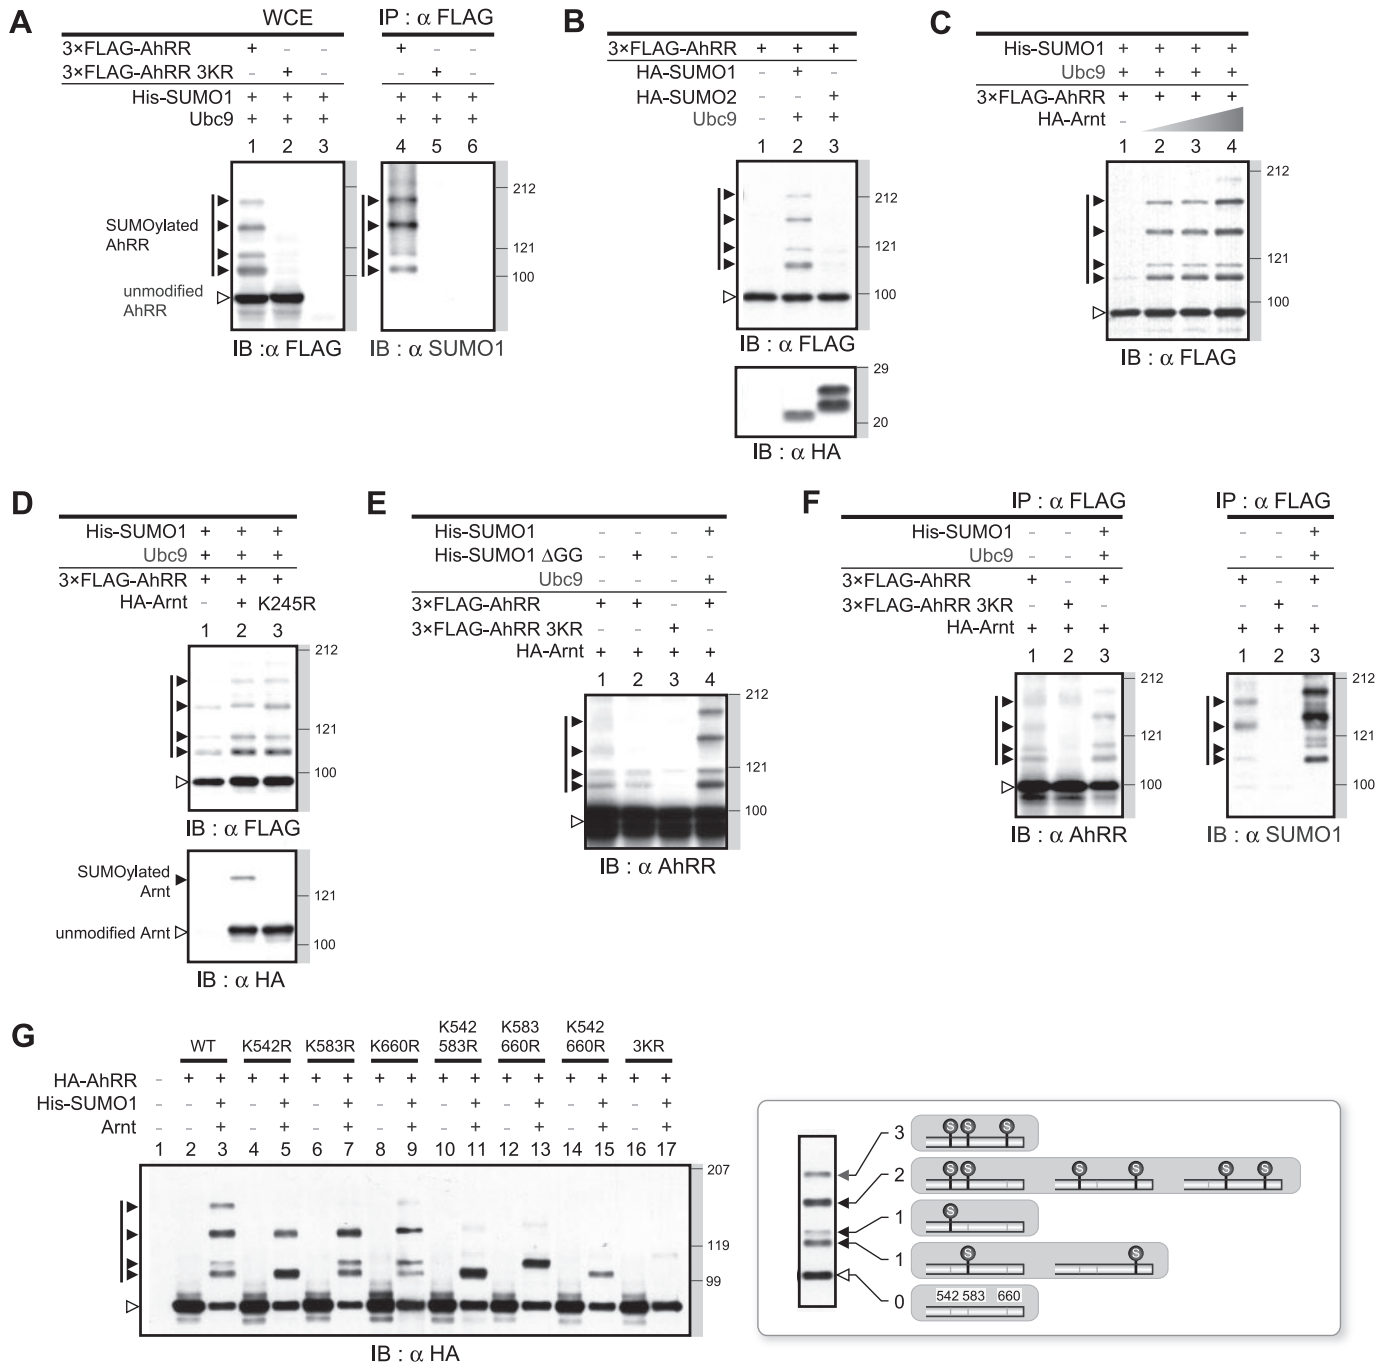 A
WCE
IP : α FLAG
3×FLAG-AhRR + - - + - -
3×FLAG-AhRR 3KR - + - - + -
His-SUMO1 + + + + + +
Ubc9 + + + + + +
1 2 3 4 5 6
SUMOylated
AhRR
unmodified
AhRR
212
121
100
IB :α FLAG
IB : α SUMO1
B
3×FLAG-AhRR + + +
HA-SUMO1 - + -
HA-SUMO2 - - +
Ubc9 - + +
1 2 3
212
121
100
IB : α FLAG
29
20
IB : α HA
C
His-SUMO1 + + + +
Ubc9 + + + +
3×FLAG-AhRR + + + +
HA-Arnt -
1 2 3 4
212
121
100
IB : α FLAG
D
His-SUMO1 + + +
Ubc9 + + +
3×FLAG-AhRR + + +
HA-Arnt - + K245R
1 2 3
212
121
100
IB : α FLAG
SUMOylated
Arnt
unmodified Arnt
121
100
IB : α HA
E
His-SUMO1 - - - +
His-SUMO1 ΔGG - + - -
Ubc9 - - - +
3×FLAG-AhRR + + - +
3×FLAG-AhRR 3KR - - + -
HA-Arnt + + + +
1 2 3 4
212
121
100
IB : α AhRR
F
IP : α FLAG
IP : α FLAG
His-SUMO1 - - + - - +
Ubc9 - - + - - +
3×FLAG-AhRR + - + + - +
3×FLAG-AhRR 3KR - + - - + -
HA-Arnt + + + + + +
1 2 3 1 2 3
212
121
100
212
121
100
IB : α AhRR
IB : α SUMO1
G
WT K542R K583R K660R K542 583R K583 660R K542 660R 3KR
HA-AhRR - + + + + + + + + + + + + + + + +
His-SUMO1 - - + - + - + - + - + - + - + - +
Arnt - - + - + - + - + - + - + - + - +
1 2 3 4 5 6 7 8 9 10 11 12 13 14 15 16 17
207
119
99
IB : α HA
3 S S S
2 S S S S S S
1 S
1 S S
0 542 583 660